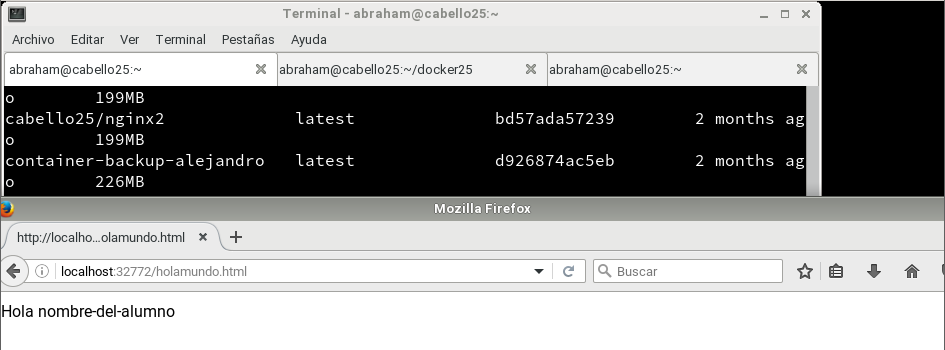 Terminal - abraham@cabello25:~
Archivo Editar Ver Terminal Pestañas Ayuda
abraham@cabello25:~ abraham@cabello25:~/docker25 abraham@cabello25:~
o 199MB
cabello25/nginx2 latest bd57ada57239 2 months ag
o 199MB
container-backup-alejandro latest d926874ac5eb 2 months ag
o 226MB
Mozilla Firefox
http://localho...olamundo.html
localhost:32772/holamundo.html Buscar
Hola nombre-del-alumno